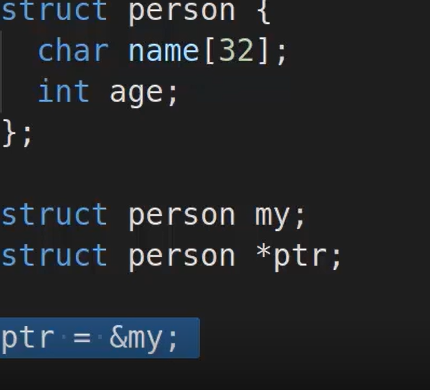 struct person {
  char name[32];
  int age;
};

struct person my;
struct person *ptr;

ptr = &my;